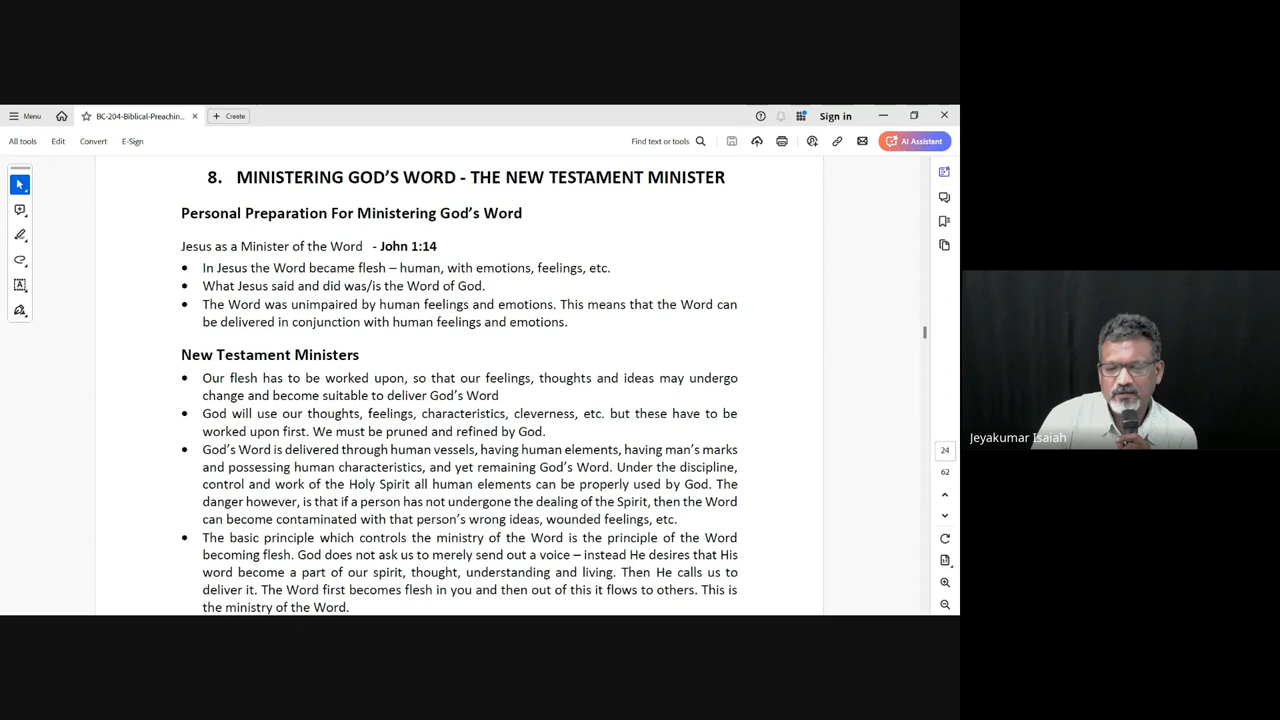 Menu
BC-204-Biblical-Preachin...
Create
Sign in
All tools
Edit
Convert
E-Sign
Find text or tools
AI Assistant
8. MINISTERING GOD'S WORD - THE NEW TESTAMENT MINISTER
Personal Preparation For Ministering God's Word
Jesus as a Minister of the Word - John 1:14
• In Jesus the Word became flesh – human, with emotions, feelings, etc.
• What Jesus said and did was/is the Word of God.
• The Word was unimpaired by human feelings and emotions. This means that the Word can
be delivered in conjunction with human feelings and emotions.
New Testament Ministers
• Our flesh has to be worked upon, so that our feelings, thoughts and ideas may undergo
change and become suitable to deliver God's Word
• God will use our thoughts, feelings, characteristics, cleverness, etc. but these have to be
worked upon first. We must be pruned and refined by God.
• God's Word is delivered through human vessels, having human elements, having man's marks
and possessing human characteristics, and yet remaining God's Word. Under the discipline,
control and work of the Holy Spirit all human elements can be properly used by God. The
danger however, is that if a person has not undergone the dealing of the Spirit, then the Word
can become contaminated with that person's wrong ideas, wounded feelings, etc.
• The basic principle which controls the ministry of the Word is the principle of the Word
becoming flesh. God does not ask us to merely send out a voice – instead He desires that His
word become a part of our spirit, thought, understanding and living. Then He calls us to
deliver it. The Word first becomes flesh in you and then out of this it flows to others. This is
the ministry of the Word.
24
62
Jeyakumar Isaiah